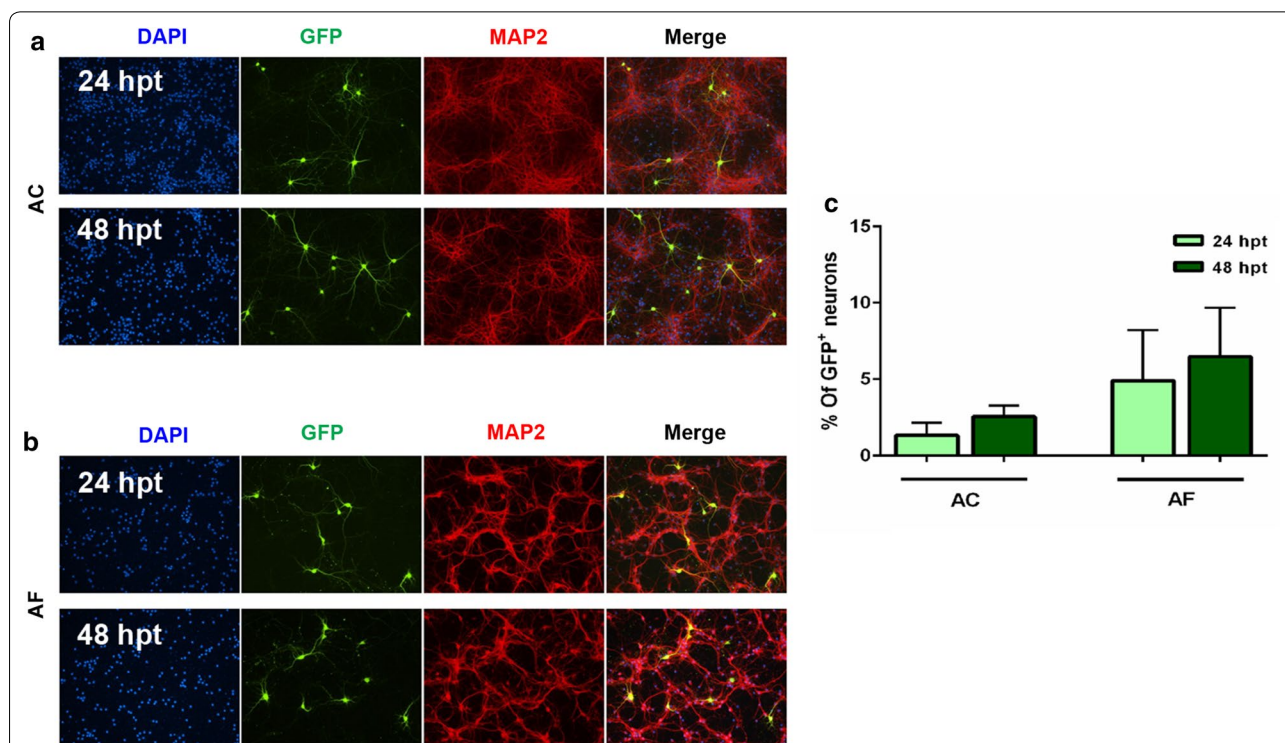 a
DAPI GFP MAP2 Merge
24 hpt
AC
48 hpt
b
DAPI GFP MAP2 Merge
24 hpt
AF
48 hpt
c
% Of GFP+ neurons
15
10
5
0
24 hpt
48 hpt
AC AF